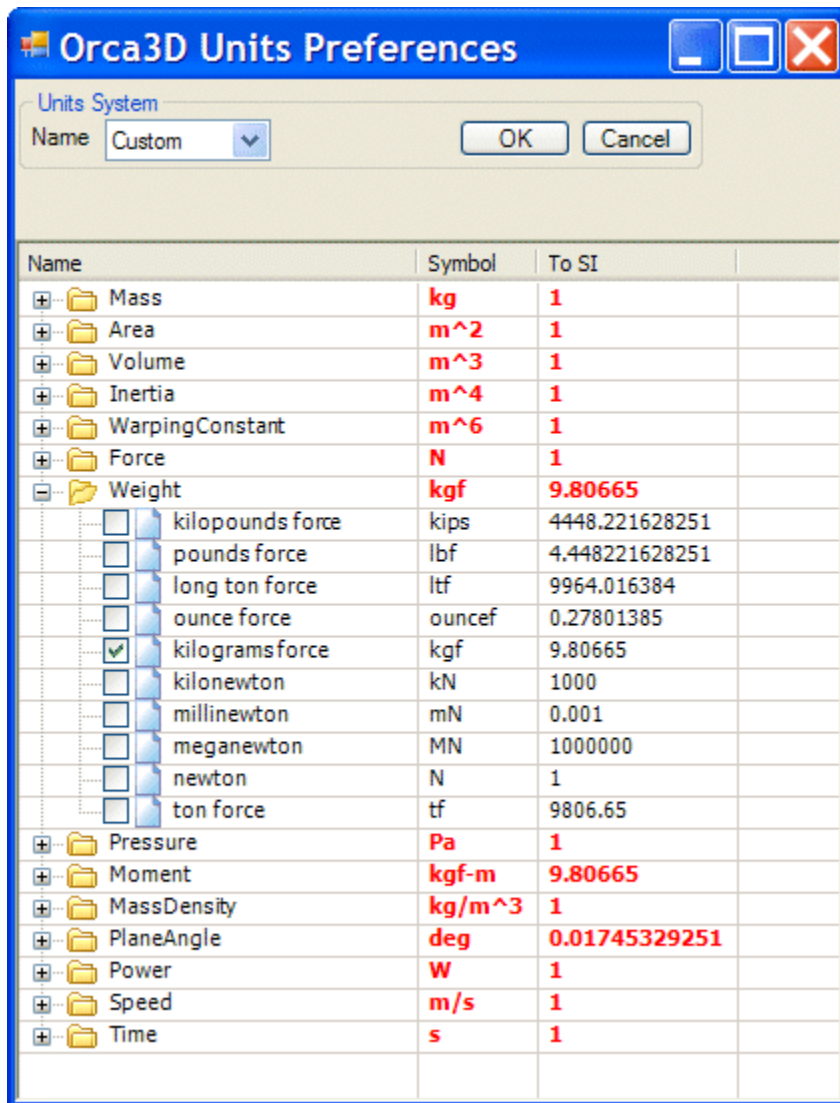 Orca3D Units Preferences
Units System
Name Custom OK Cancel
Name Symbol To SI
Mass kg 1
Area m^2 1
Volume m^3 1
Inertia m^4 1
WarpingConstant m^6 1
Force N 1
Weight kgf 9.80665
kilopounds force kips 4448.221628251
pounds force lbf 4.448221628251
long ton force ltf 9964.016384
ounce force ouncef 0.27801385
kilograms force kgf 9.80665
kilonewton kN 1000
millinewton mN 0.001
meganewton MN 1000000
newton N 1
ton force tf 9806.65
Pressure Pa 1
Moment kgf-m 9.80665
MassDensity kg/m^3 1
PlaneAngle deg 0.01745329251
Power W 1
Speed m/s 1
Time s 1